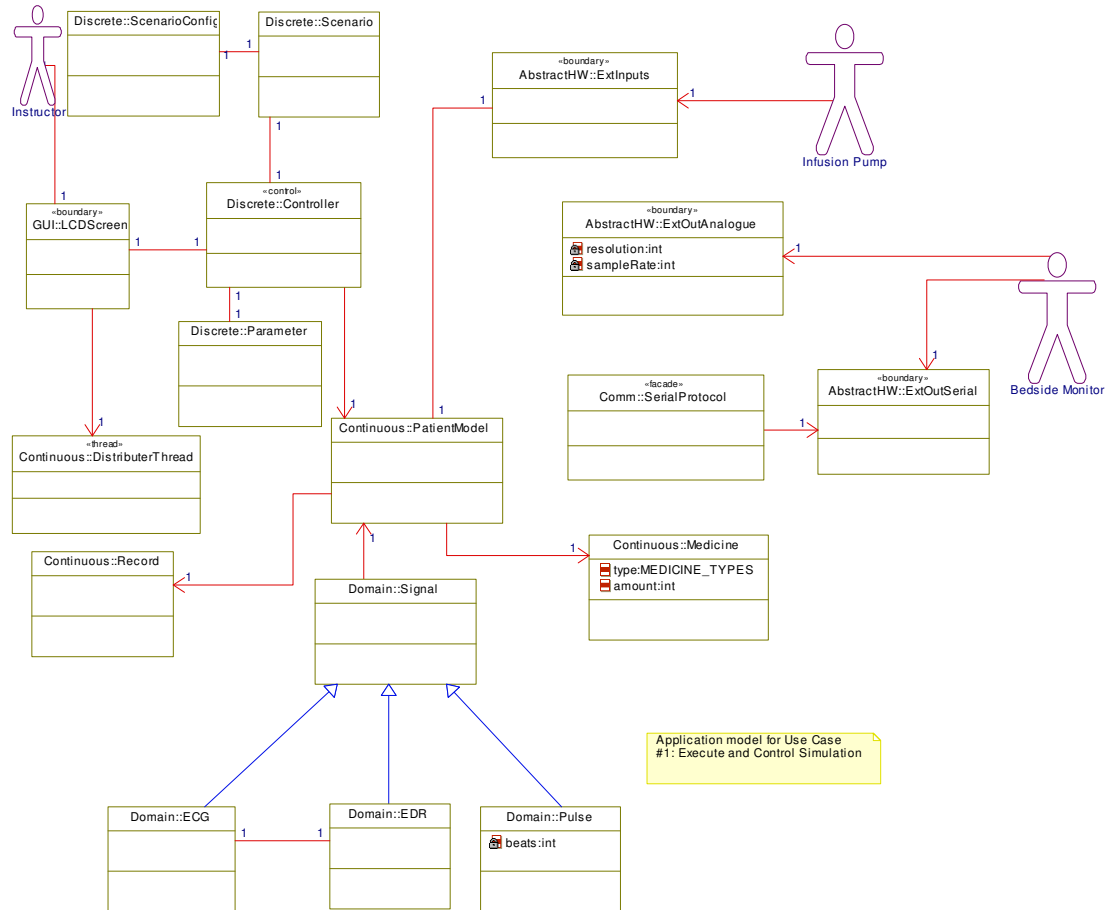 Discrete::ScenarioConfig
Discrete::Scenario
1
1
Instructor
1
1
1
1
«boundary»
AbstractHW::ExtInputs
1
1
Infusion Pump
«boundary»
GUI::LCDScreen
1
1
«control»
Discrete::Controller
1
1
Discrete::Parameter
«boundary»
AbstractHW::ExtOutAnalogue
resolution:int
sampleRate:int
1
1
Bedside Monitor
«facade»
Comm::SerialProtocol
1
«boundary»
AbstractHW::ExtOutSerial
1
«thread»
Continuous::DistributerThread
1
1
Continuous::PatientModel
1
Continuous::Record
1
1
Continuous::Medicine
type:MEDICINE_TYPES
amount:int
Domain::Signal
Application model for Use Case
#1: Execute and Control Simulation
Domain::ECG
1
1
Domain::EDR
Domain::Pulse
beats:int